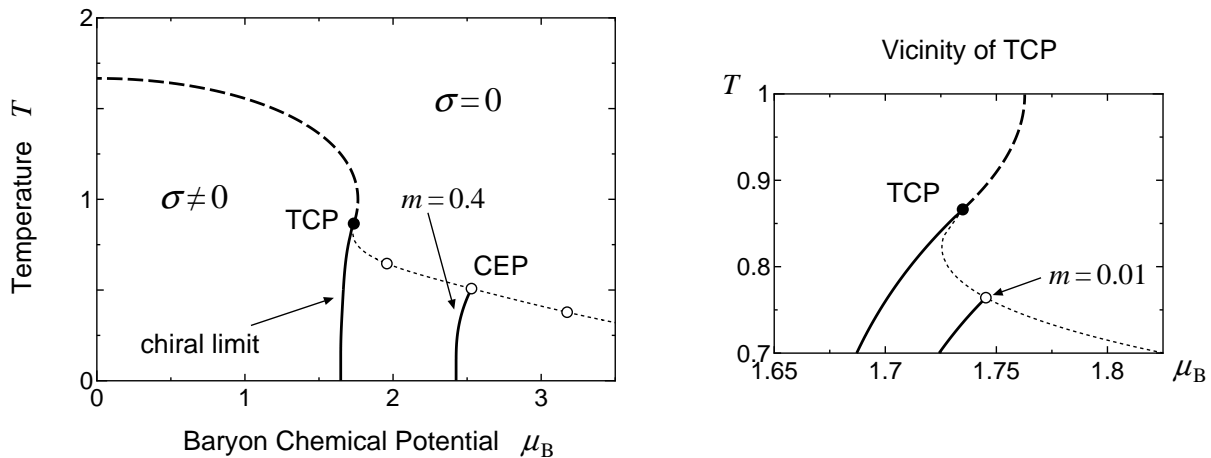 2
1
0
Temperature T
σ≠0
σ=0
TCP
m=0.4
CEP
chiral limit
0 1 2 3
Baryon Chemical Potential μB
Vicinity of TCP
T
1
0.9
0.8
0.7
TCP
m=0.01
1.65 1.7 1.75 1.8 μB